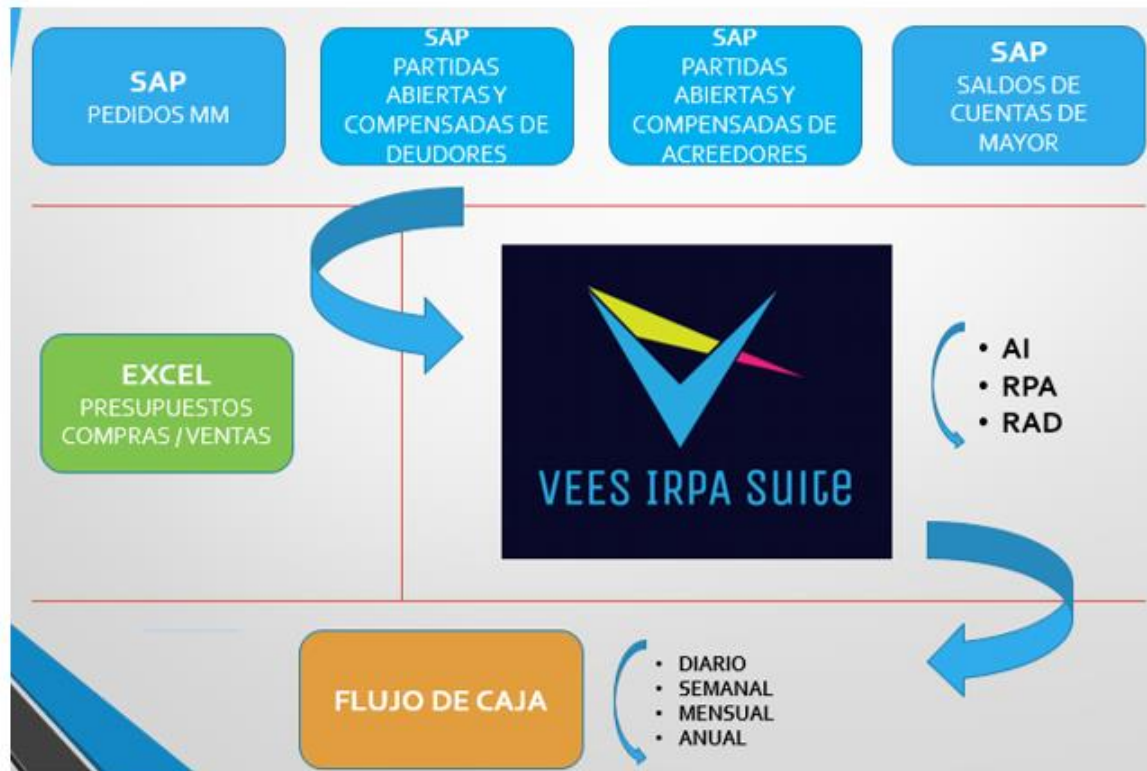 SAP
PEDIDOS MM
SAP
PARTIDAS
ABIERTAS Y
COMPENSADAS DE
DEUDORES
SAP
PARTIDAS
ABIERTAS Y
COMPENSADAS DE
ACREEDORES
SAP
SALDOS DE
CUENTAS DE
MAYOR
EXCEL
PRESUPUESTOS
COMPRAS / VENTAS
VEES IRPA SUITE
• AI
• RPA
• RAD
FLUJO DE CAJA
• DIARIO
• SEMANAL
• MENSUAL
• ANUAL